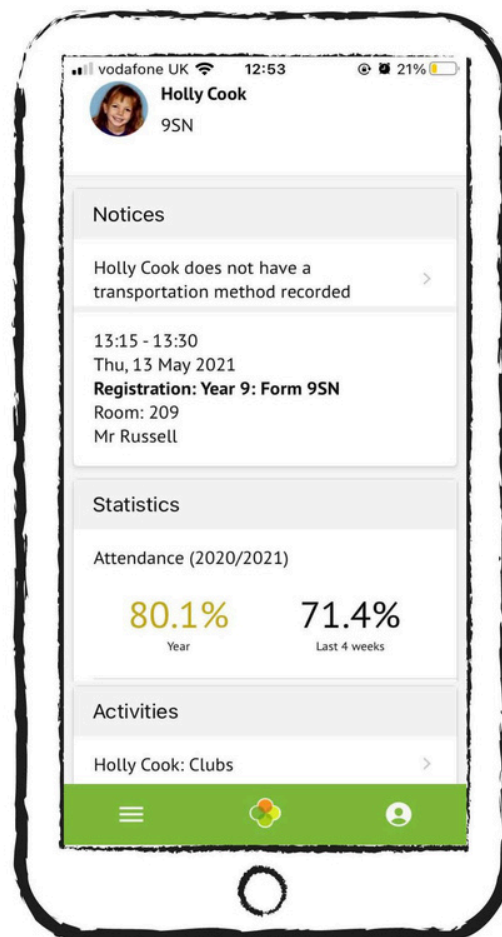 vodafone UK 12:53 21%
Holly Cook
9SN
Notices
Holly Cook does not have a
transportation method recorded
13:15 - 13:30
Thu, 13 May 2021
Registration: Year 9: Form 9SN
Room: 209
Mr Russell
Statistics
Attendance (2020/2021)
80.1% 71.4%
Year Last 4 weeks
Activities
Holly Cook: Clubs